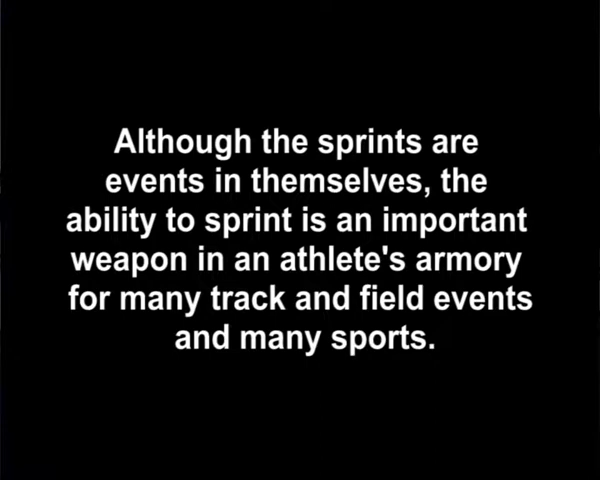 Although the sprints are
events in themselves, the
ability to sprint is an important
weapon in an athlete's armory
for many track and field events
and many sports.